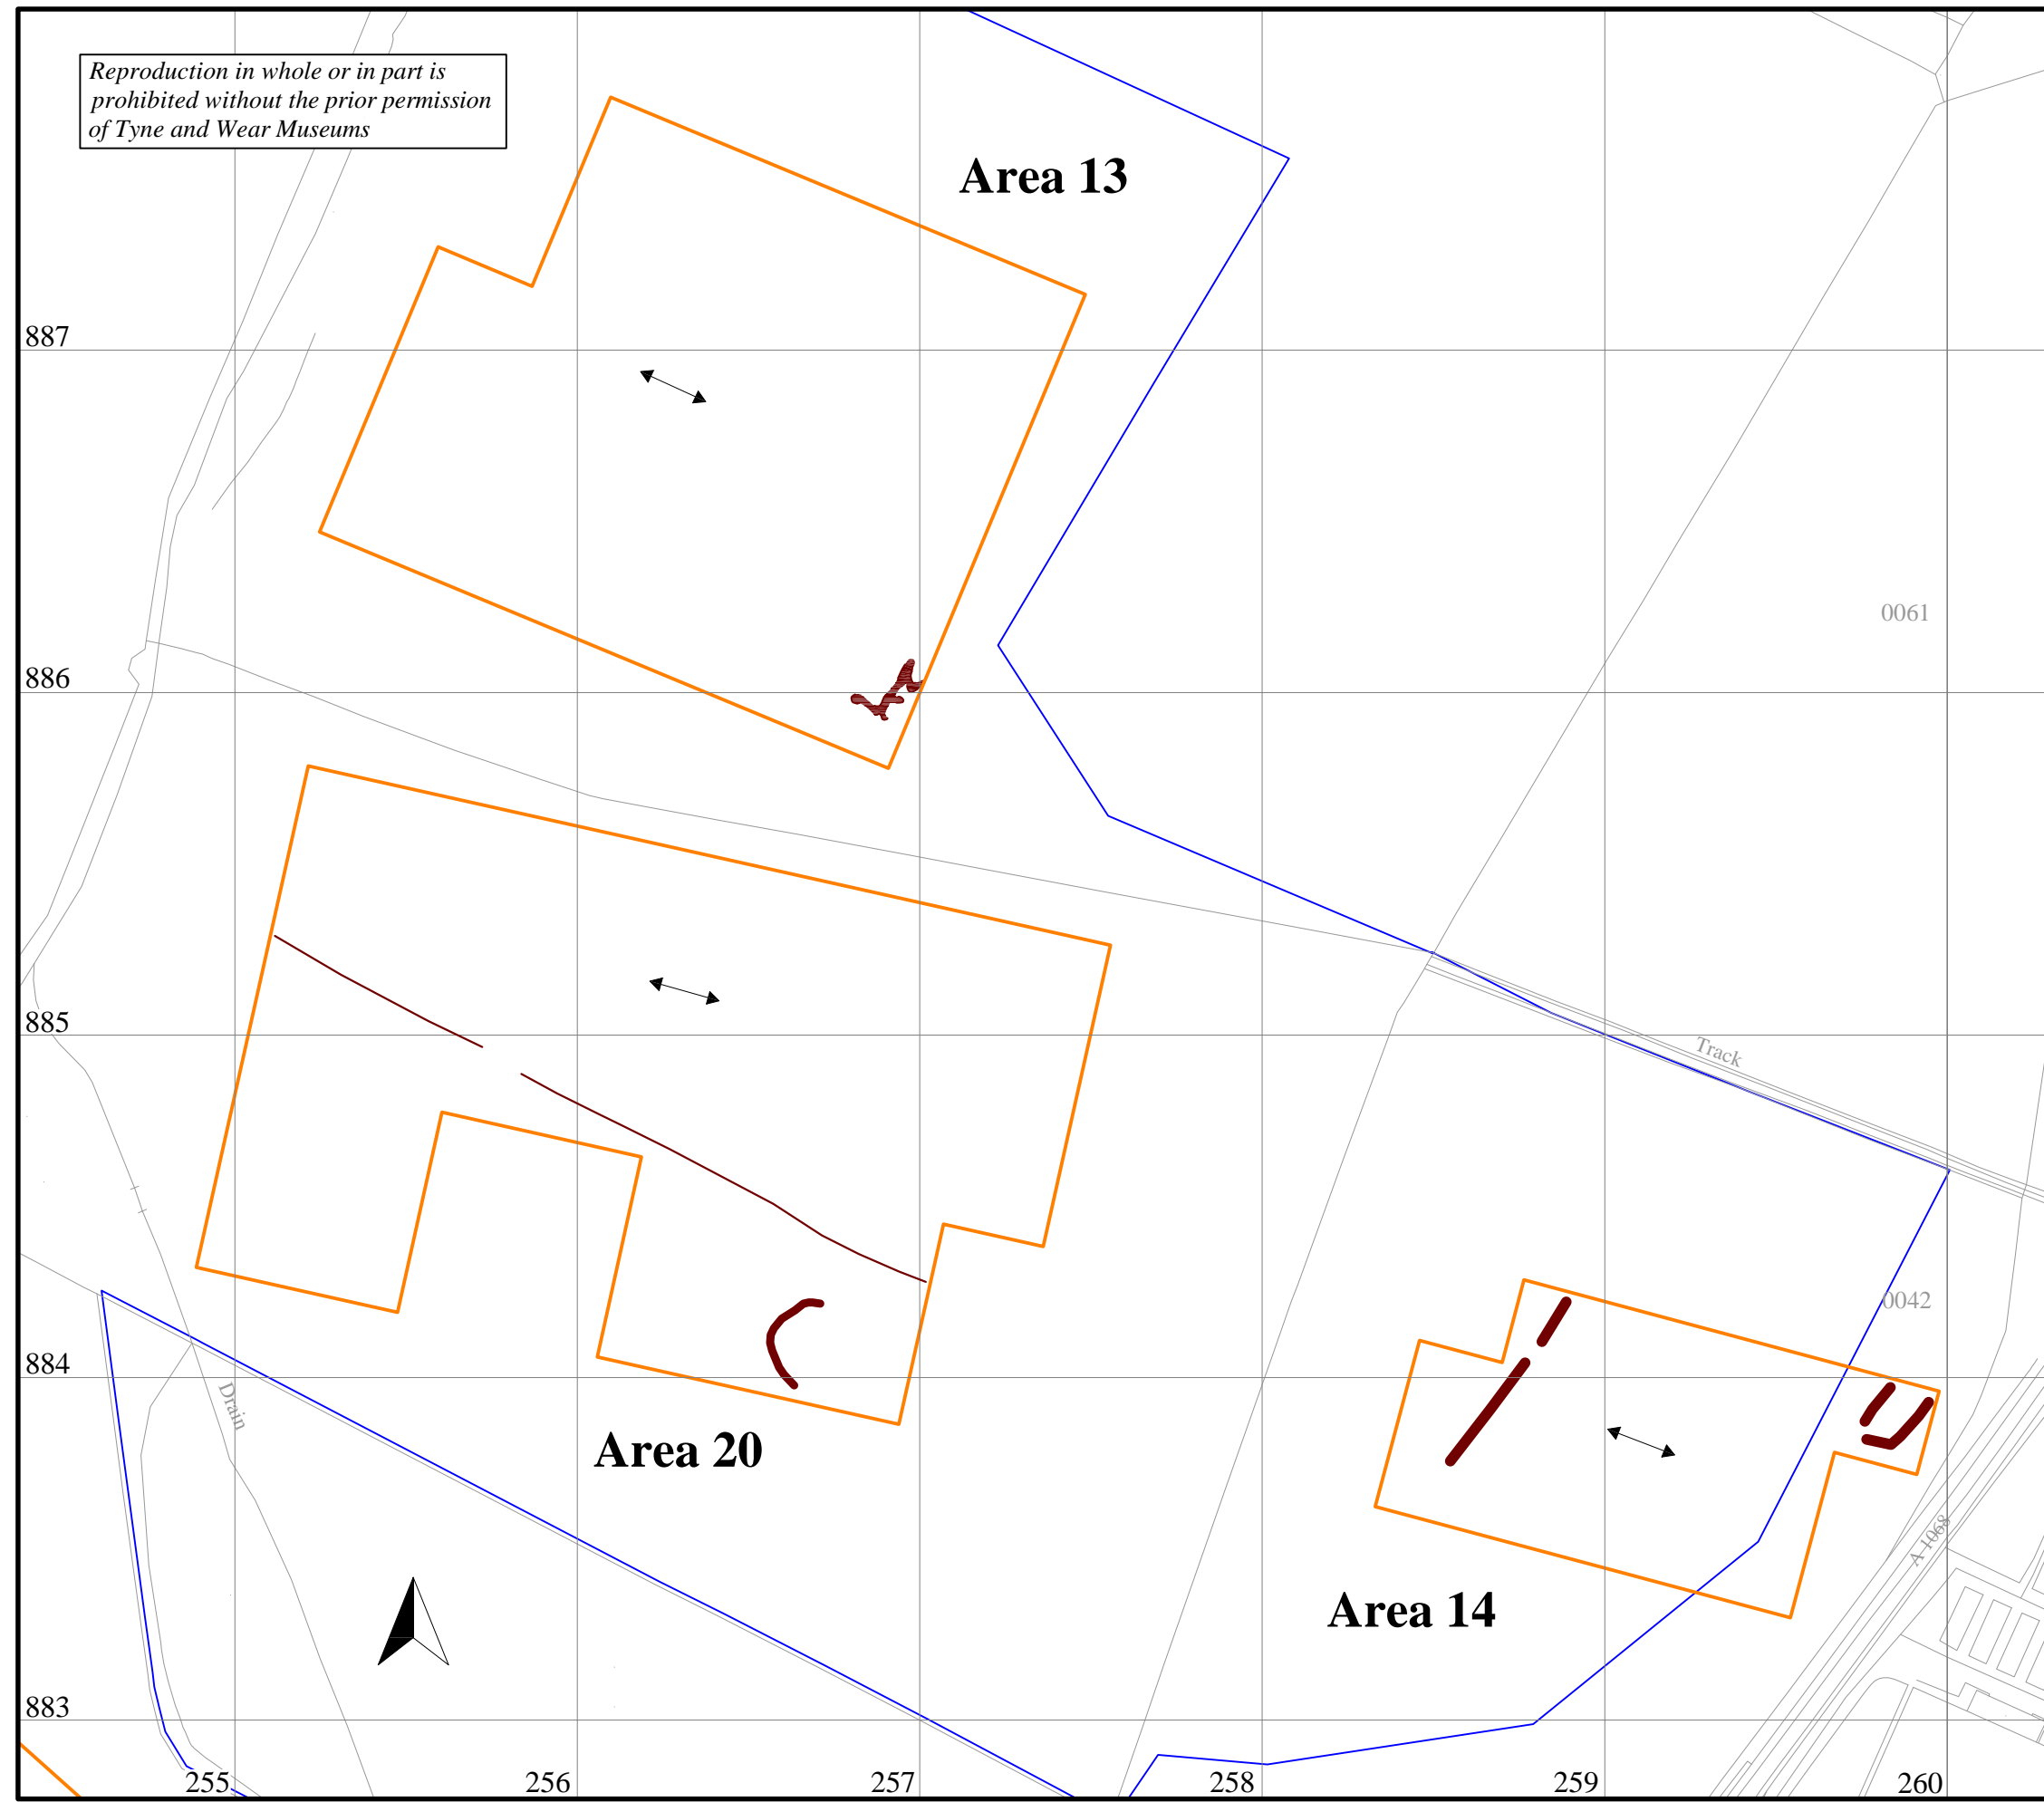 Reproduction in whole or in part is
prohibited without the prior permission
of Tyne and Wear Museums
Area 13
887
0061
886
885
Track
0042
884
Drain
Area 20
A 1068
Area 14
883
255
256
257
258
259
260